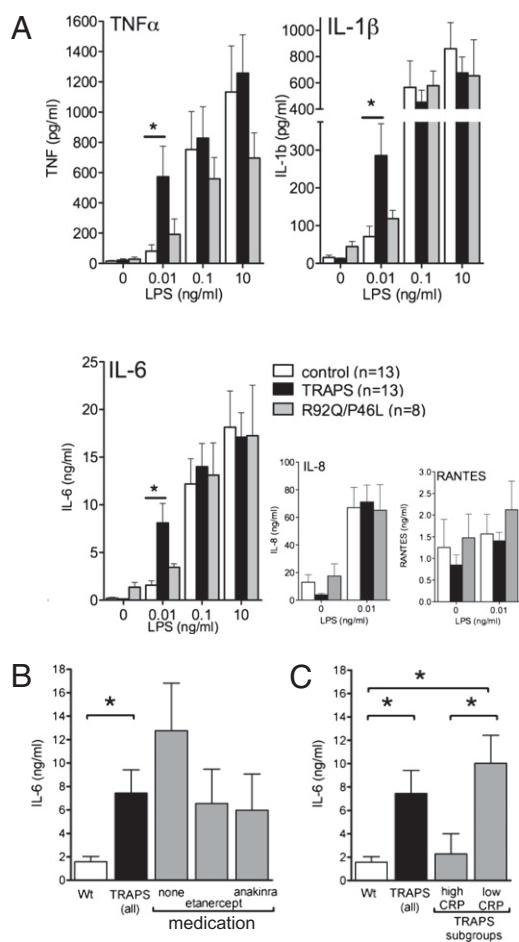 A
TNFα
TNF (pg/ml)
1600
1400
1200
1000
800
600
400
200
0
*
0 0.01 0.1 10
LPS (ng/ml)
IL-1β
IL-1b (pg/ml)
1000
800
600
400
300
200
100
0
*
0 0.01 0.1 10
LPS (ng/ml)
IL-6
IL-6 (ng/ml)
25
20
15
10
5
0
*
0 0.01 0.1 10
LPS (ng/ml)
control (n=13)
TRAPS (n=13)
R92Q/P46L (n=8)
IL-8
IL-8 (ng/ml)
100
80
60
40
20
0
0 0.01
LPS (ng/ml)
RANTES
RANTES (ng/ml)
3.0
2.5
2.0
1.5
1.0
0.5
0.0
0 0.01
LPS (ng/ml)
B
IL-6 (ng/ml)
18
16
14
12
10
8
6
4
2
0
*
Wt TRAPS (all) none etanercept anakinra
medication
C
IL-6 (ng/ml)
18
16
14
12
10
8
6
4
2
0
*
* *
Wt TRAPS (all) high CRP low CRP
TRAPS
subgroups